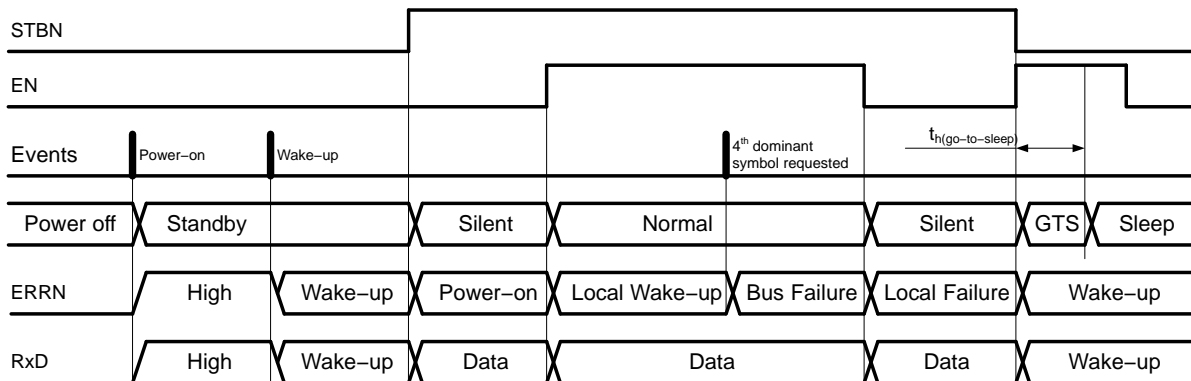 STBN
EN
Events Power−on Wake−up 4th dominant symbol requested th(go−to−sleep)
Power off Standby Silent Normal Silent GTS Sleep
ERRN High Wake−up Power−on Local Wake−up Bus Failure Local Failure Wake−up
RxD High Wake−up Data Data Data Wake−up